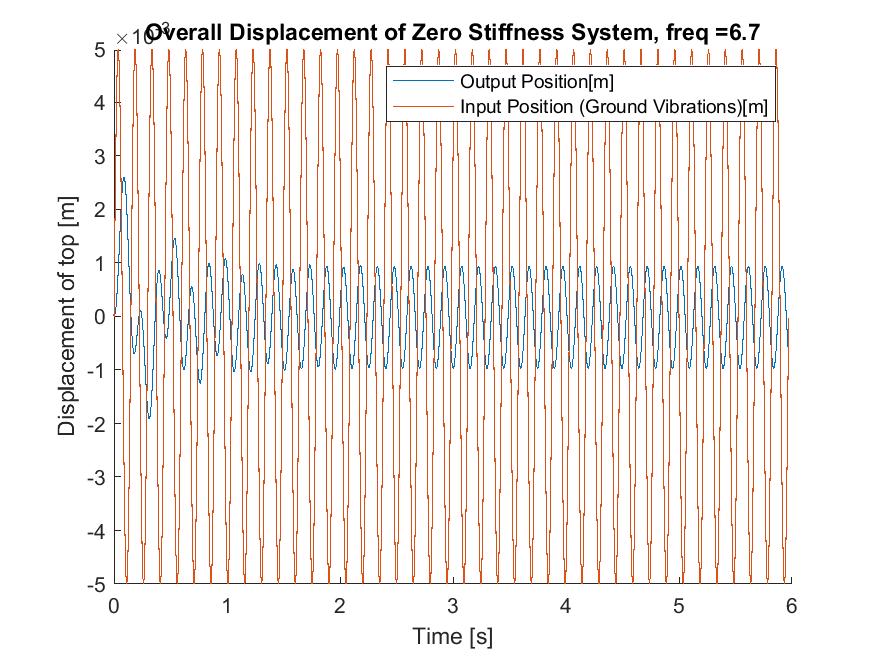 Overall Displacement of Zero Stiffness System, freq =6.7
×10⁻³
Output Position[m]
Input Position (Ground Vibrations)[m]
Displacement of top [m]
5
4
3
2
1
0
-1
-2
-3
-4
-5
0 1 2 3 4 5 6
Time [s]